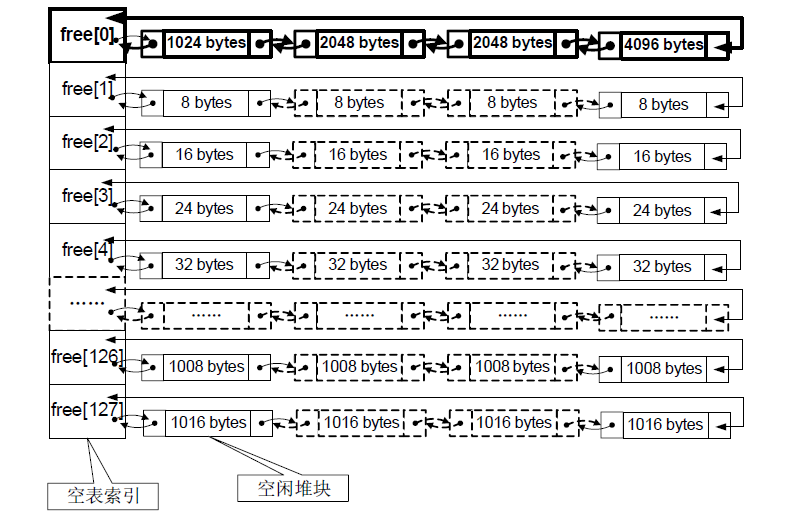 free[0] 1024 bytes 2048 bytes 2048 bytes 4096 bytes
free[1] 8 bytes 8 bytes 8 bytes 8 bytes
free[2] 16 bytes 16 bytes 16 bytes 16 bytes
free[3] 24 bytes 24 bytes 24 bytes 24 bytes
free[4] 32 bytes 32 bytes 32 bytes 32 bytes
…… …… …… …… ……
free[126] 1008 bytes 1008 bytes 1008 bytes 1008 bytes
free[127] 1016 bytes 1016 bytes 1016 bytes 1016 bytes
空表索引 空闲堆块